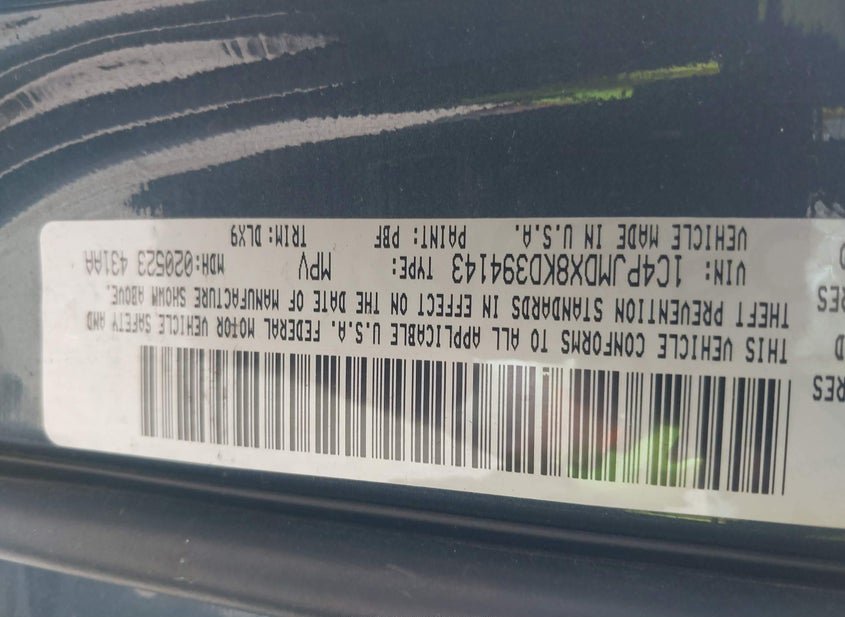 THIS VEHICLE CONFORMS TO ALL APPLICABLE U.S.A. FEDERAL MOTOR VEHICLE SAFETY AND
THEFT PREVENTION STANDARDS IN EFFECT ON THE DATE OF MANUFACTURE SHOWN ABOVE.
VIN: 1C4PJMDX8KD394143 TYPE: MPV MDH:020523 431AA
VEHICLE MADE IN U.S.A. PAINT: PBF TRIM: DLX9